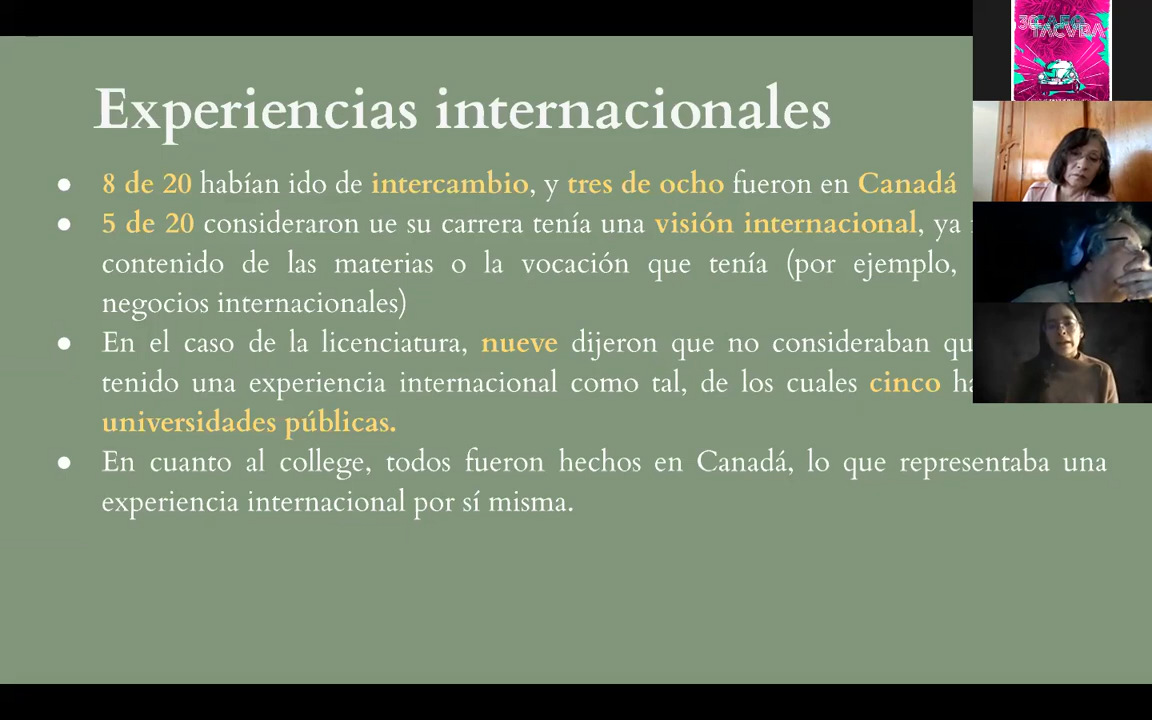 Experiencias internacionales
● 8 de 20 habían ido de intercambio, y tres de ocho fueron en Canadá
● 5 de 20 consideraron ue su carrera tenía una visión internacional, ya
contenido de las materias o la vocación que tenía (por ejemplo,
negocios internacionales)
● En el caso de la licenciatura, nueve dijeron que no consideraban
tenido una experiencia internacional como tal, de los cuales cinco
universidades públicas.
● En cuanto al college, todos fueron hechos en Canadá, lo que representaba una
experiencia internacional por sí misma.
30
CAFE
TACVBA